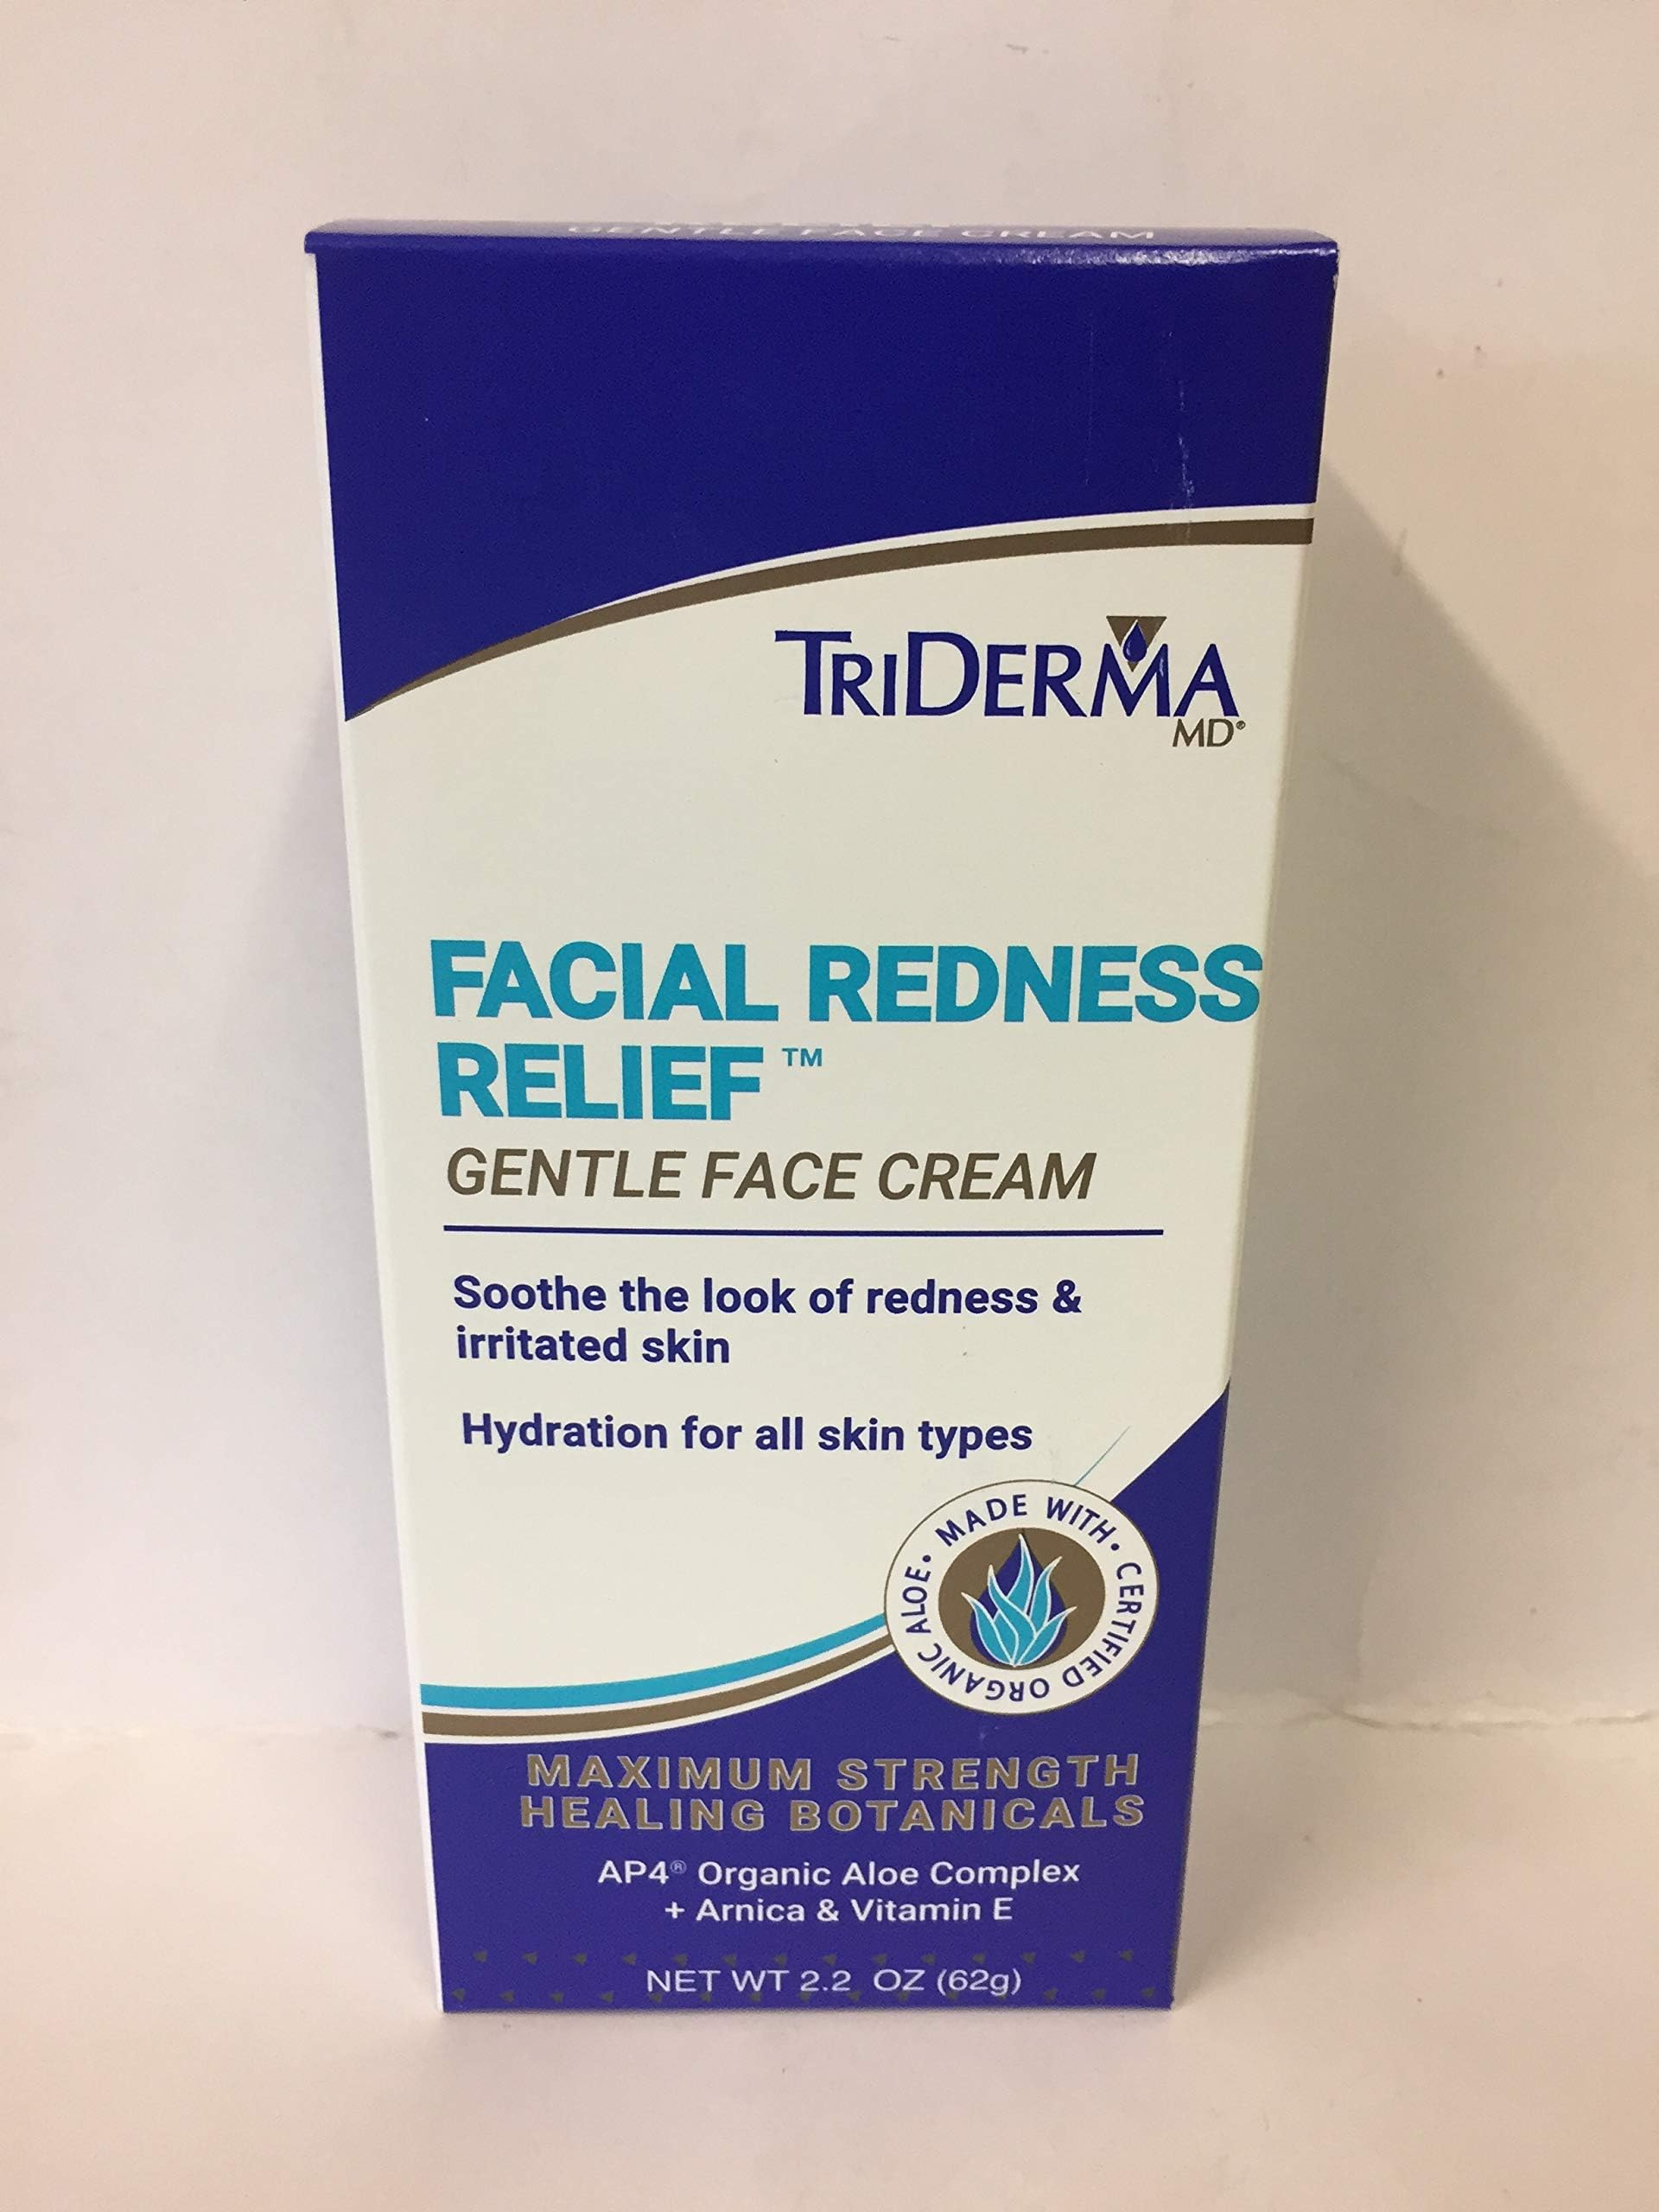 GENTLE FACE CREAM
TRIDERMA
MD®
FACIAL REDNESS
RELIEF™
GENTLE FACE CREAM
Soothe the look of redness &
irritated skin
Hydration for all skin types
MADE WITH • CERTIFIED ORGANIC ALOE •
MAXIMUM STRENGTH
HEALING BOTANICALS
AP4® Organic Aloe Complex
+ Arnica & Vitamin E
NET WT 2.2 OZ (62g)